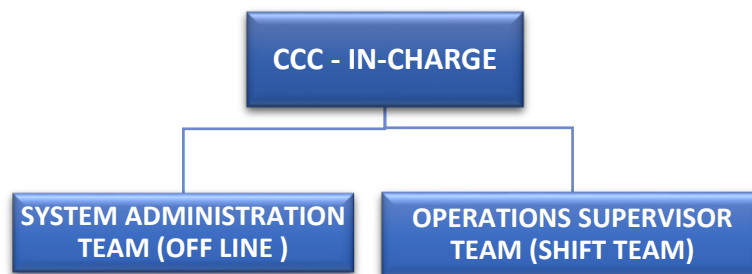 CCC - IN-CHARGE
SYSTEM ADMINISTRATION
TEAM (OFF LINE )
OPERATIONS SUPERVISOR
TEAM (SHIFT TEAM)